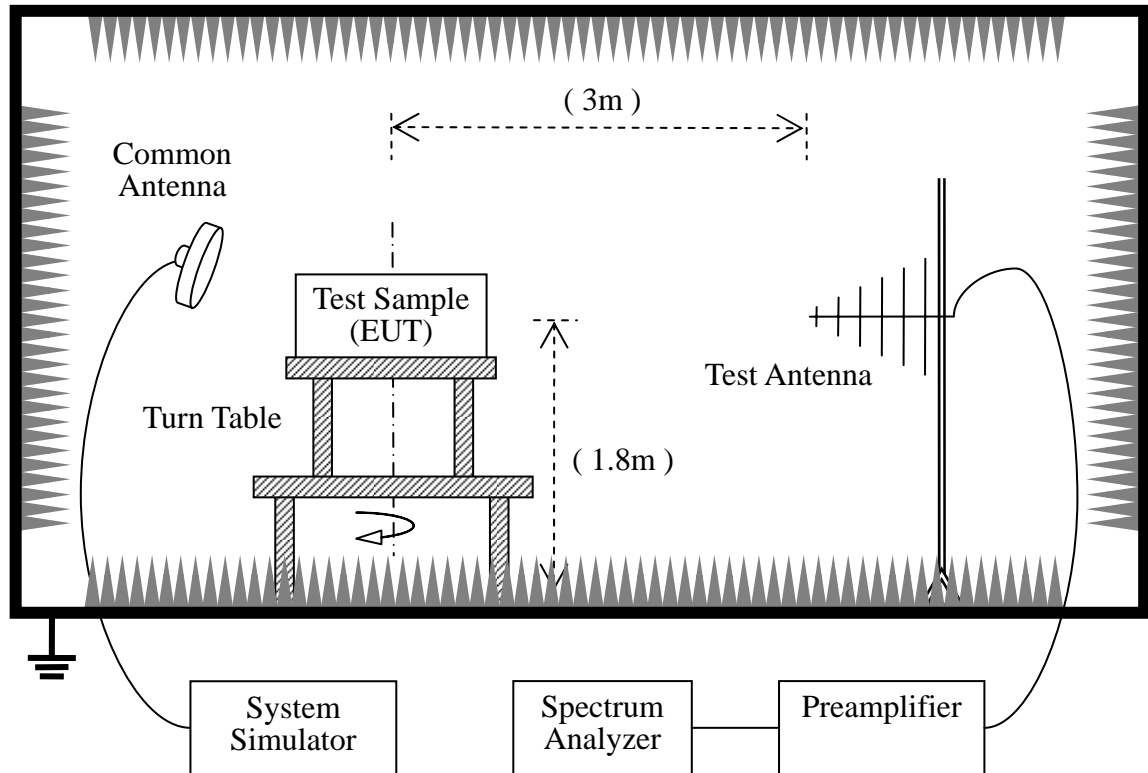 ( 3m )
Common
Antenna
Test Sample
(EUT)
Test Antenna
Turn Table
( 1.8m )
System
Simulator
Spectrum
Analyzer
Preamplifier